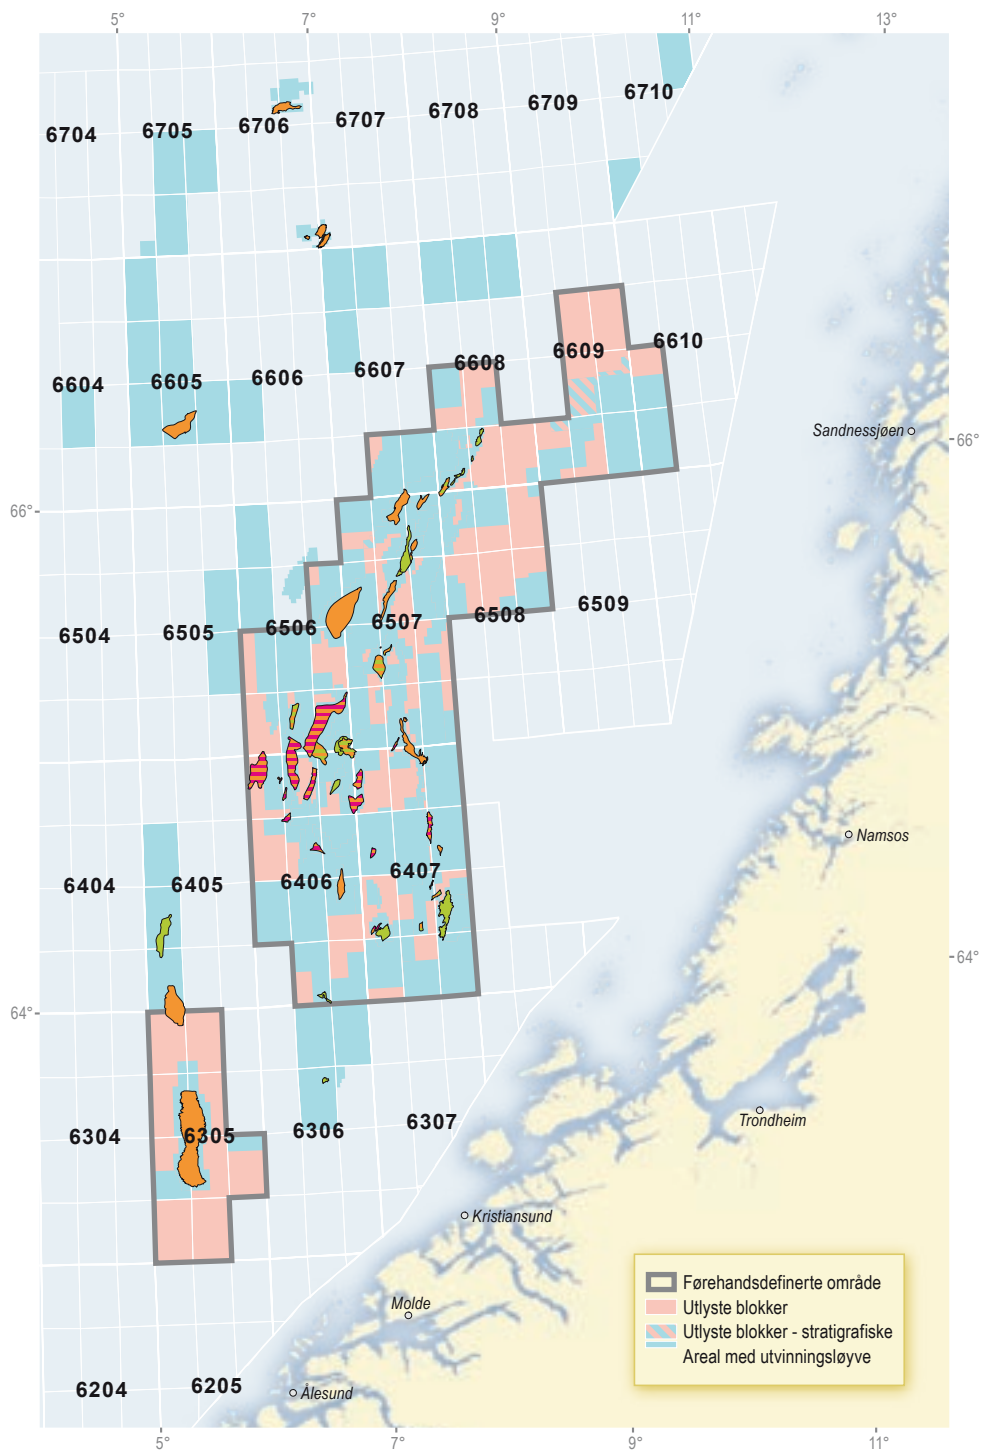 5° 7° 9° 11° 13°
6710
6709
6708
6707
6706
6705
6704
6610
6609
6608
6607
6606
6605
6604
Sandnessjøen
66°
66°
6509
6508
6507
6506
6505
6504
Namsos
6407
6406
6405
6404
64°
64°
Trondheim
6307
6306
6305
6304
Kristiansund
Molde
Ålesund
6205
6204
Førehandsdefinerte område
Utlyste blokker
Utlyste blokker - stratigrafiske
Areal med utvinningsløyve
5° 7° 9° 11°